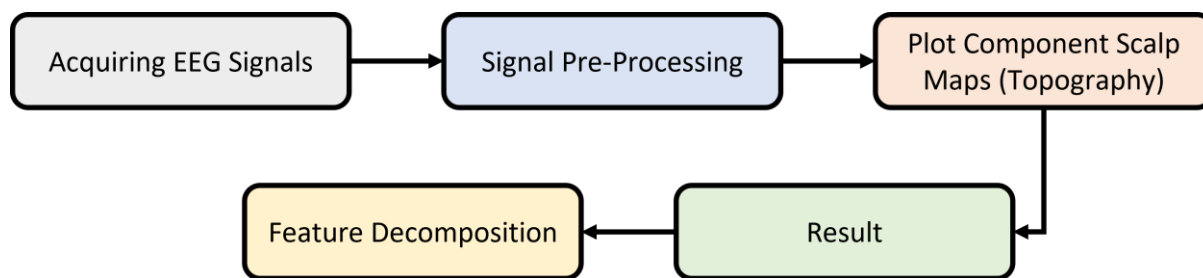 Acquiring EEG Signals
Signal Pre-Processing
Plot Component Scalp
Maps (Topography)
Result
Feature Decomposition